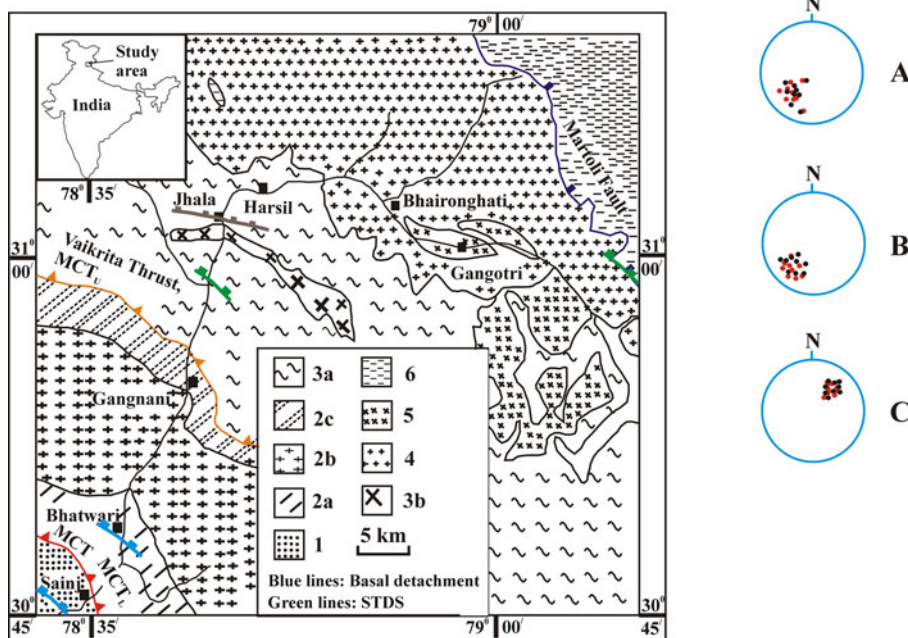 79° 00′
N
A
Study
area
India
78° 35′
Martoli Fault
Jhala
Harsil
Bhaironghati
N
B
31° 00′
31° 00′
Vaikrita Thrust,
MCTU
Gangotri
N
C
Gangnani
3a
6
2c
5
2b
4
2a
3b
1
5 km
Blue lines: Basal detachment
Green lines: STDS
Bhatwari
MCT
MCT
Sainj
30° 45′
78° 35′
79° 00′
30° 45′